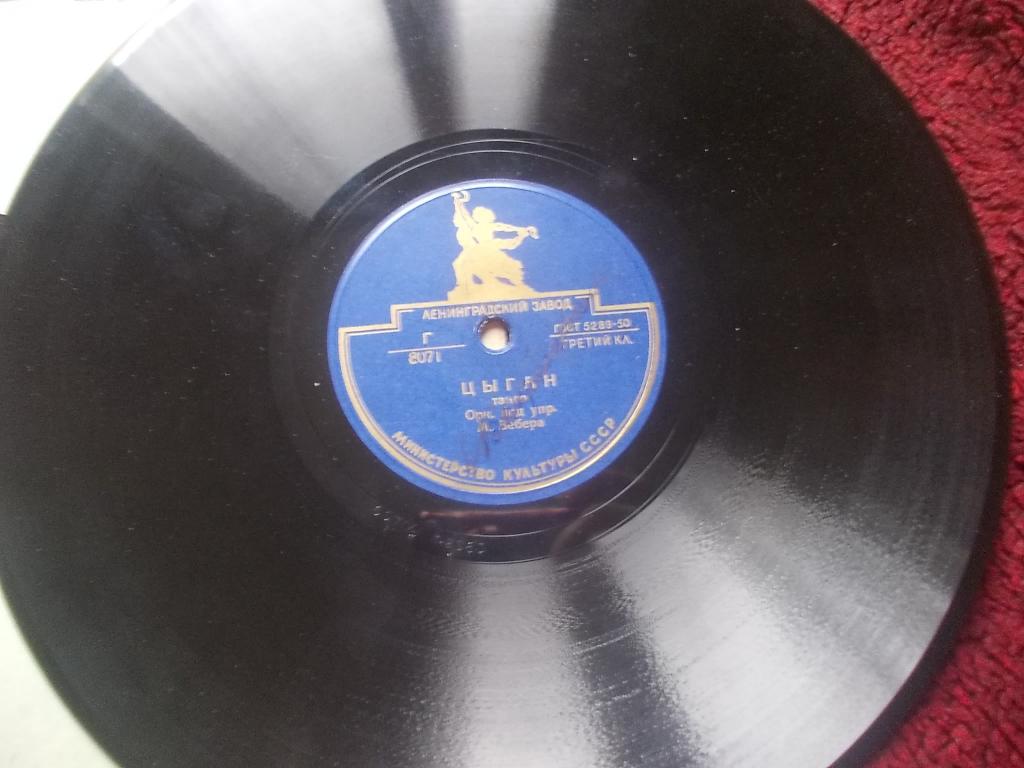 ЛЕНИНГРАДСКИЙ ЗАВОД
Г
8071
ГОСТ 5289-50
ТРЕТИЙ КЛ.
ЦЫГАН
танго
Орк. под упр.
М. Вебера
МИНИСТЕРСТВО КУЛЬТУРЫ СССР